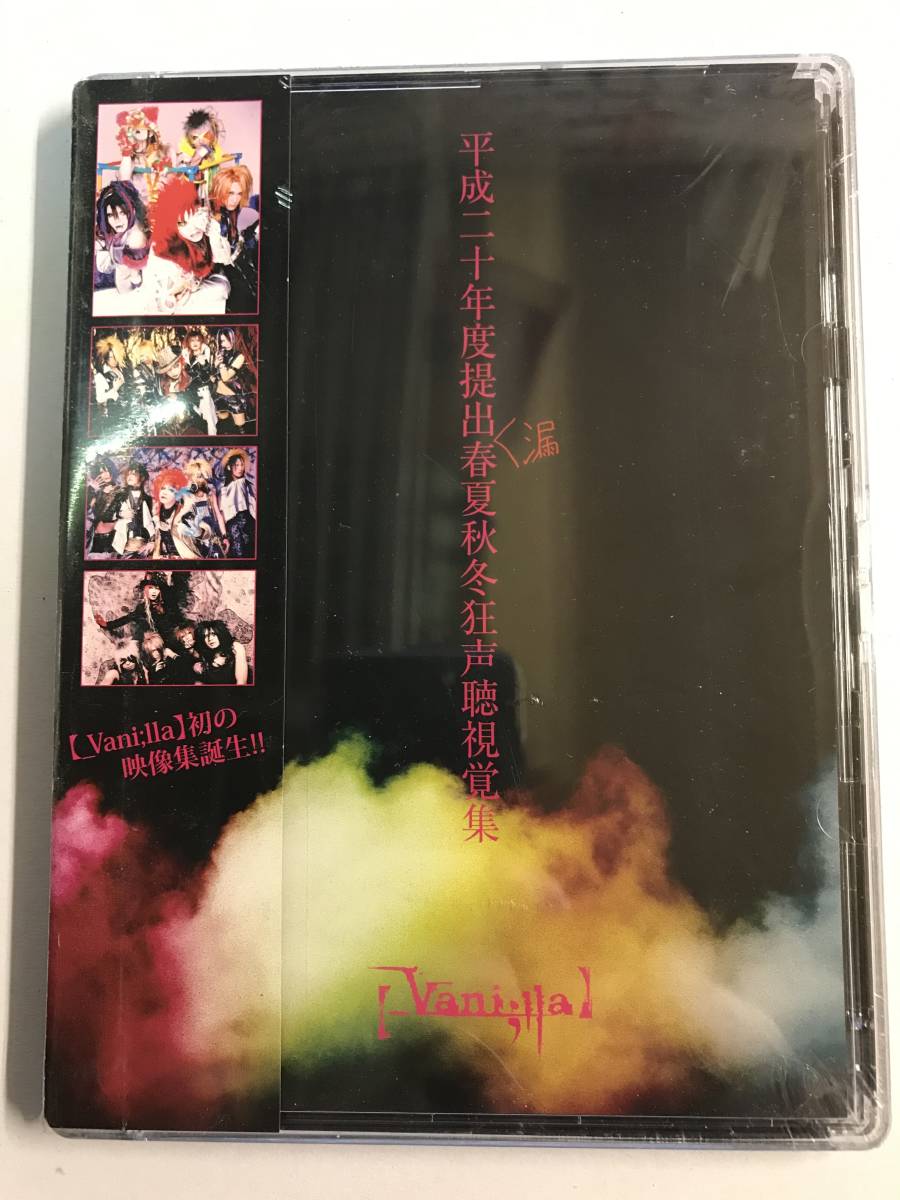 平成二十年度提出春夏秋冬狂声聴視覚集
漏
【_Vani;lla】初の
映像集誕生!!
【_Vani;lla】